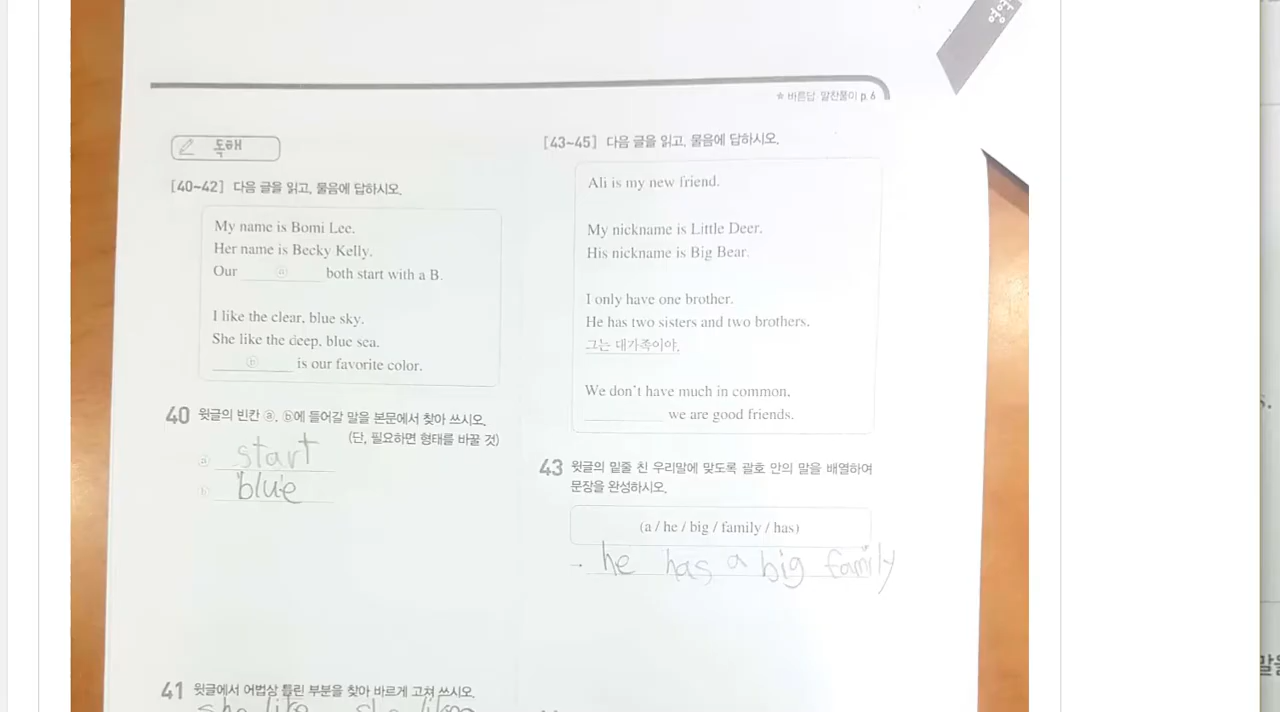 영역
☆ 바른답·알찬풀이 p. 6
독해
[40~42] 다음 글을 읽고, 물음에 답하시오.
My name is Bomi Lee.
Her name is Becky Kelly.
Our ⓐ both start with a B.
I like the clear, blue sky.
She like the deep, blue sea.
ⓑ is our favorite color.
40 윗글의 빈칸 ⓐ, ⓑ에 들어갈 말을 본문에서 찾아 쓰시오.
(단, 필요하면 형태를 바꿀 것)
ⓐ start
ⓑ blue
41 윗글에서 어법상 틀린 부분을 찾아 바르게 고쳐 쓰시오.
she like she likes
[43~45] 다음 글을 읽고, 물음에 답하시오.
Ali is my new friend.
My nickname is Little Deer.
His nickname is Big Bear.
I only have one brother.
He has two sisters and two brothers.
그는 대가족이야.
We don't have much in common,
we are good friends.
43 윗글의 밑줄 친 우리말에 맞도록 괄호 안의 말을 배열하여
문장을 완성하시오.
(a / he / big / family / has)
→ he has a big family